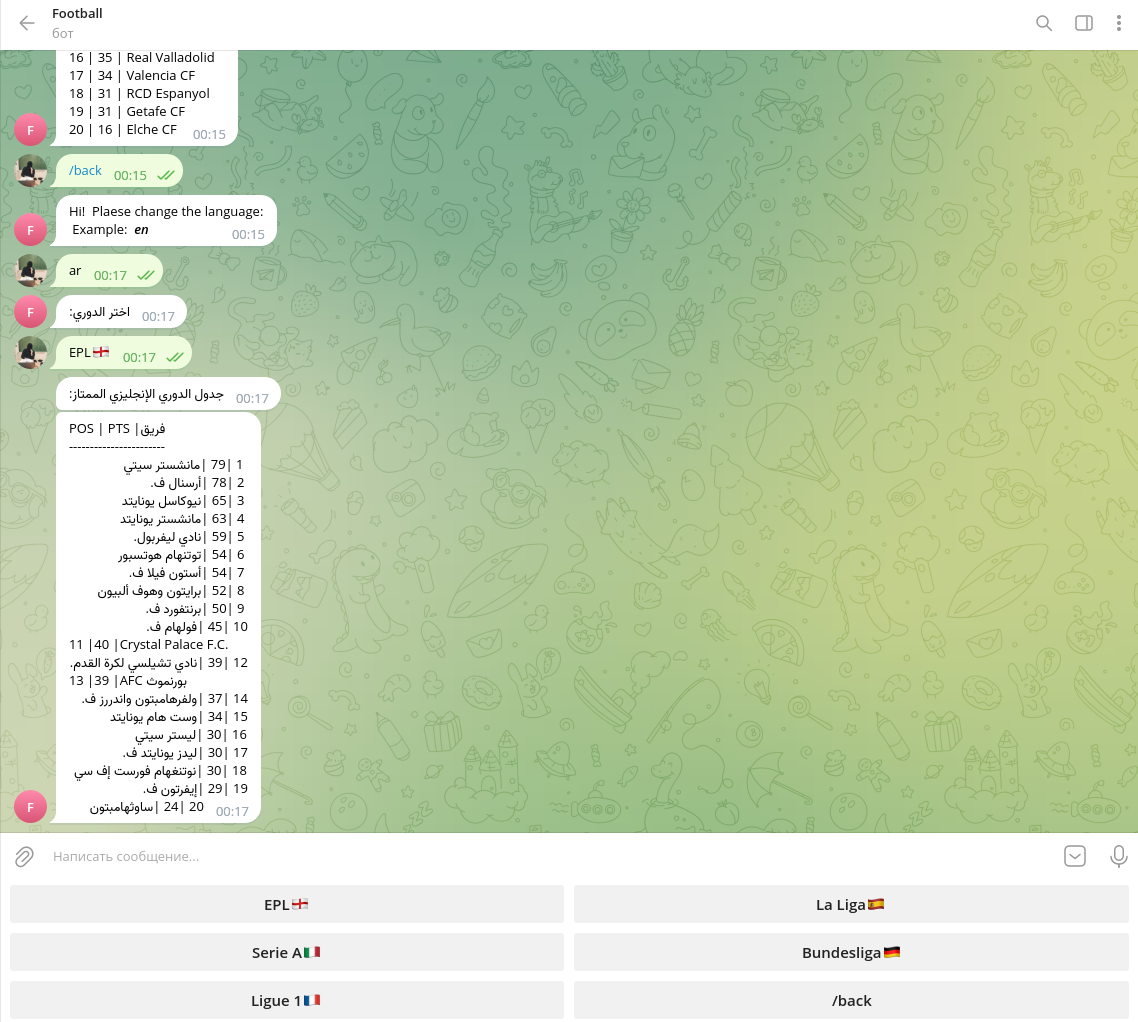 Football
бот
16 | 35 | Real Valladolid
17 | 34 | Valencia CF
18 | 31 | RCD Espanyol
19 | 31 | Getafe CF
20 | 16 | Elche CF 00:15
F
/back 00:15
Hi! Plaese change the language:
Example: en 00:15
F
ar 00:17
اختر الدوري: 00:17
F
EPL🏴󠁧󠁢󠁥󠁮󠁧󠁿 00:17
جدول الدوري الإنجليزي الممتاز: 00:17
POS | PTS |فريق
-----------------------
1 |79 |مانشستر سيتي
2 |78 |أرسنال ف.
3 |65 |نيوكاسل يونايتد
4 |63 |مانشستر يونايتد
5 |59 |نادي ليفربول.
6 |54 |توتنهام هوتسبور
7 |54 |أستون فيلا ف.
8 |52 |برايتون وهوف ألبيون
9 |50 |برنتفورد ف.
10 |45 |فولهام ف.
11 |40 |Crystal Palace F.C.
12 |39 |نادي تشيلسي لكرة القدم.
13 |39 |AFC بورنموث
14 |37 |ولفرهامبتون واندررز ف.
15 |34 |وست هام يونايتد
16 |30 |ليستر سيتي
17 |30 |ليدز يونايتد ف.
18 |30 |نوتنغهام فورست إف سي
19 |29 |إيفرتون ف.
20 |24 |ساوثهامبتون 00:17
F
Написать сообщение...
EPL🏴󠁧󠁢󠁥󠁮󠁧󠁿
La Liga🇪🇸
Serie A🇮🇹
Bundesliga🇩🇪
Ligue 1🇫🇷
/back